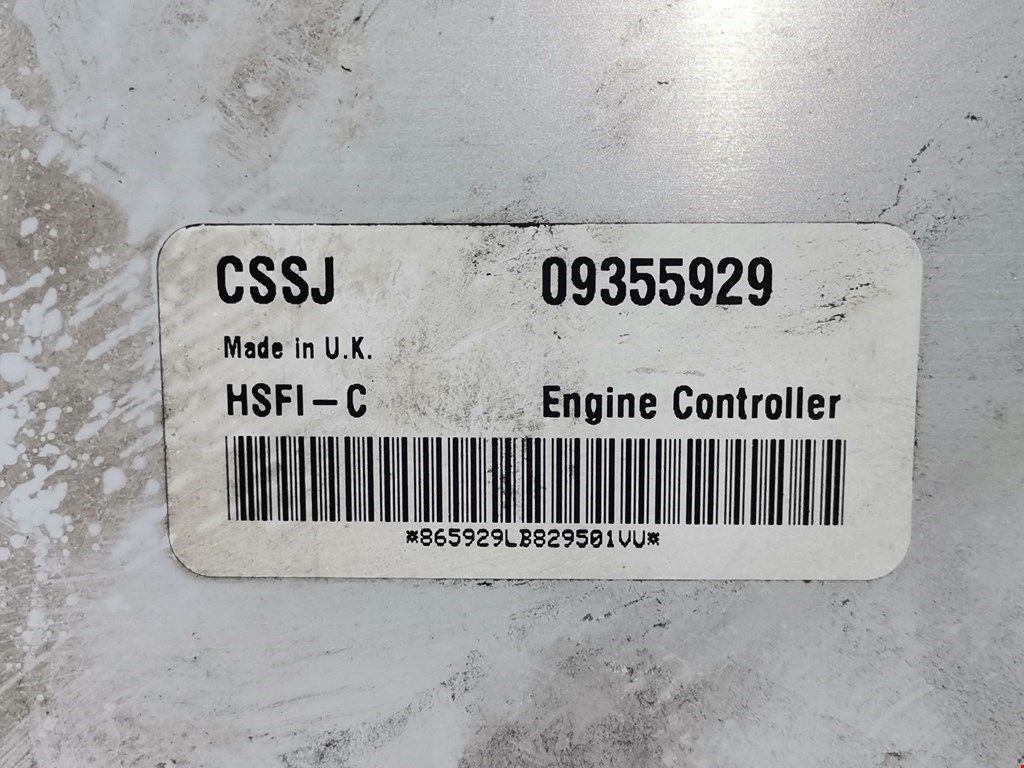 CSSJ 09355929
Made in U.K.
HSFI-C Engine Controller
*865929LB829501VU*